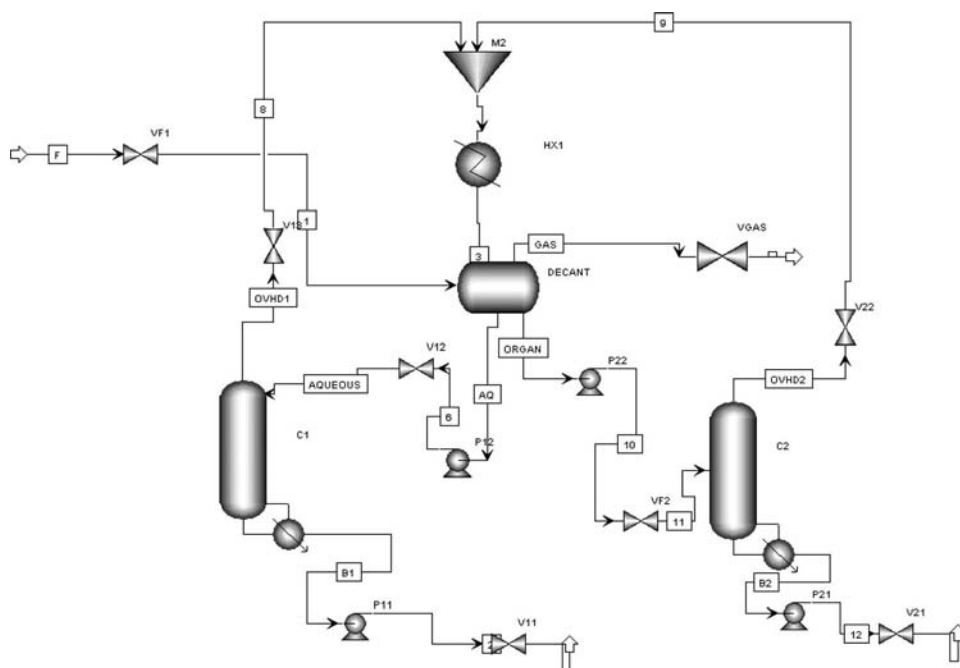 9
M2
8
VF1
F
HX1
V13
1
GAS
VGAS
3
DECANT
OVHD1
V22
V12
ORGAN
P22
AQUEOUS
OVHD2
AQ
6
C1
P12
10
C2
VF2
11
B1
B2
P11
P21
V11
V21
2
12